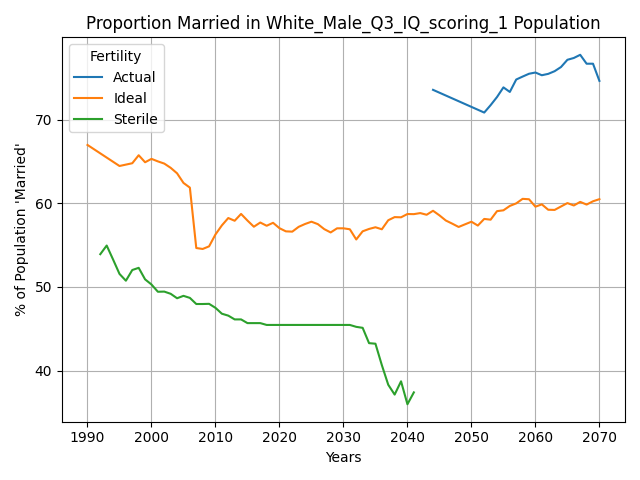 Proportion Married in White_Male_Q3_IQ_scoring_1 Population
Fertility
Actual
Ideal
Sterile
% of Population 'Married'
70
60
50
40
1990 2000 2010 2020 2030 2040 2050 2060 2070
Years